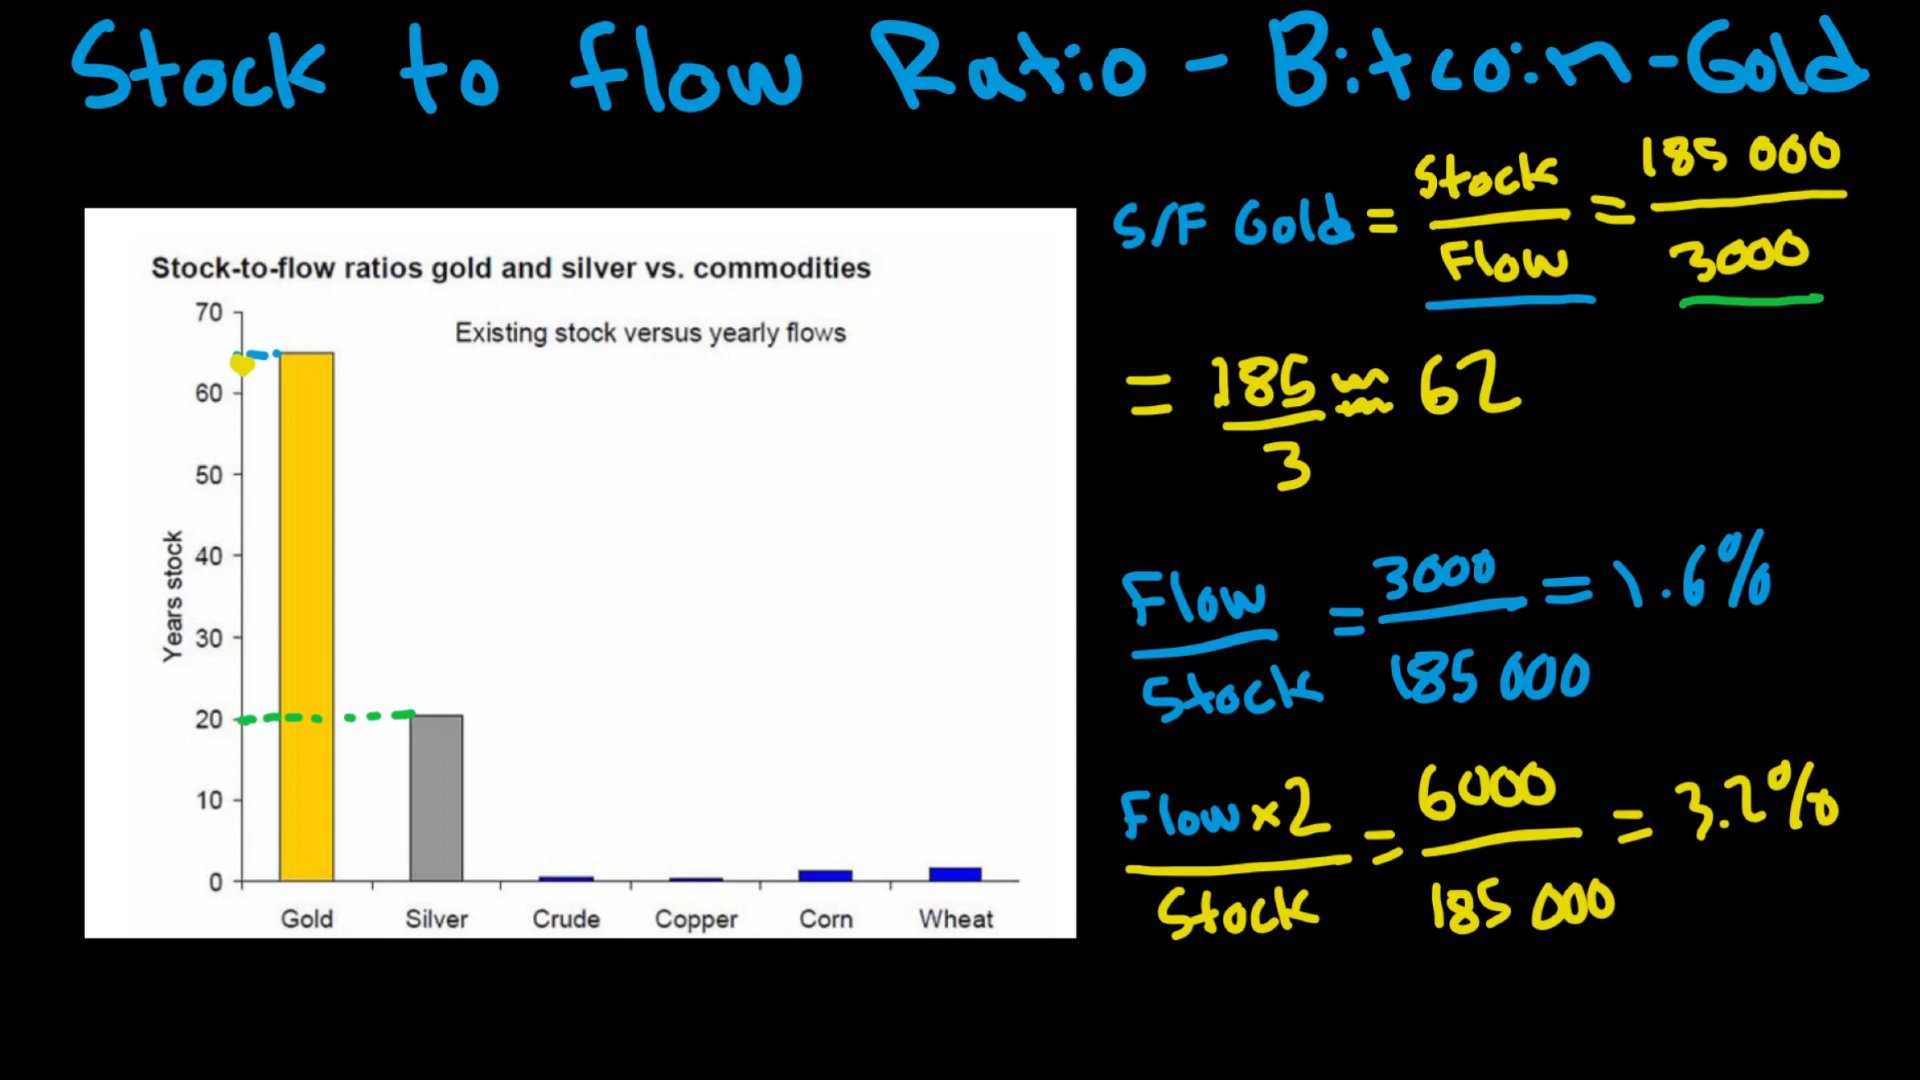 Stock to flow Ratio - Bitcoin - Gold
Stock-to-flow ratios gold and silver vs. commodities
Existing stock versus yearly flows
Years stock
70
60
50
40
30
20
10
0
Gold Silver Crude Copper Corn Wheat
S/F Gold = Stock / Flow = 185 000 / 3000
= 185 / 3 ≈ 62
Flow / Stock = 3000 / 185 000 = 1.6%
Flow x 2 / Stock = 6000 / 185 000 = 3.2%